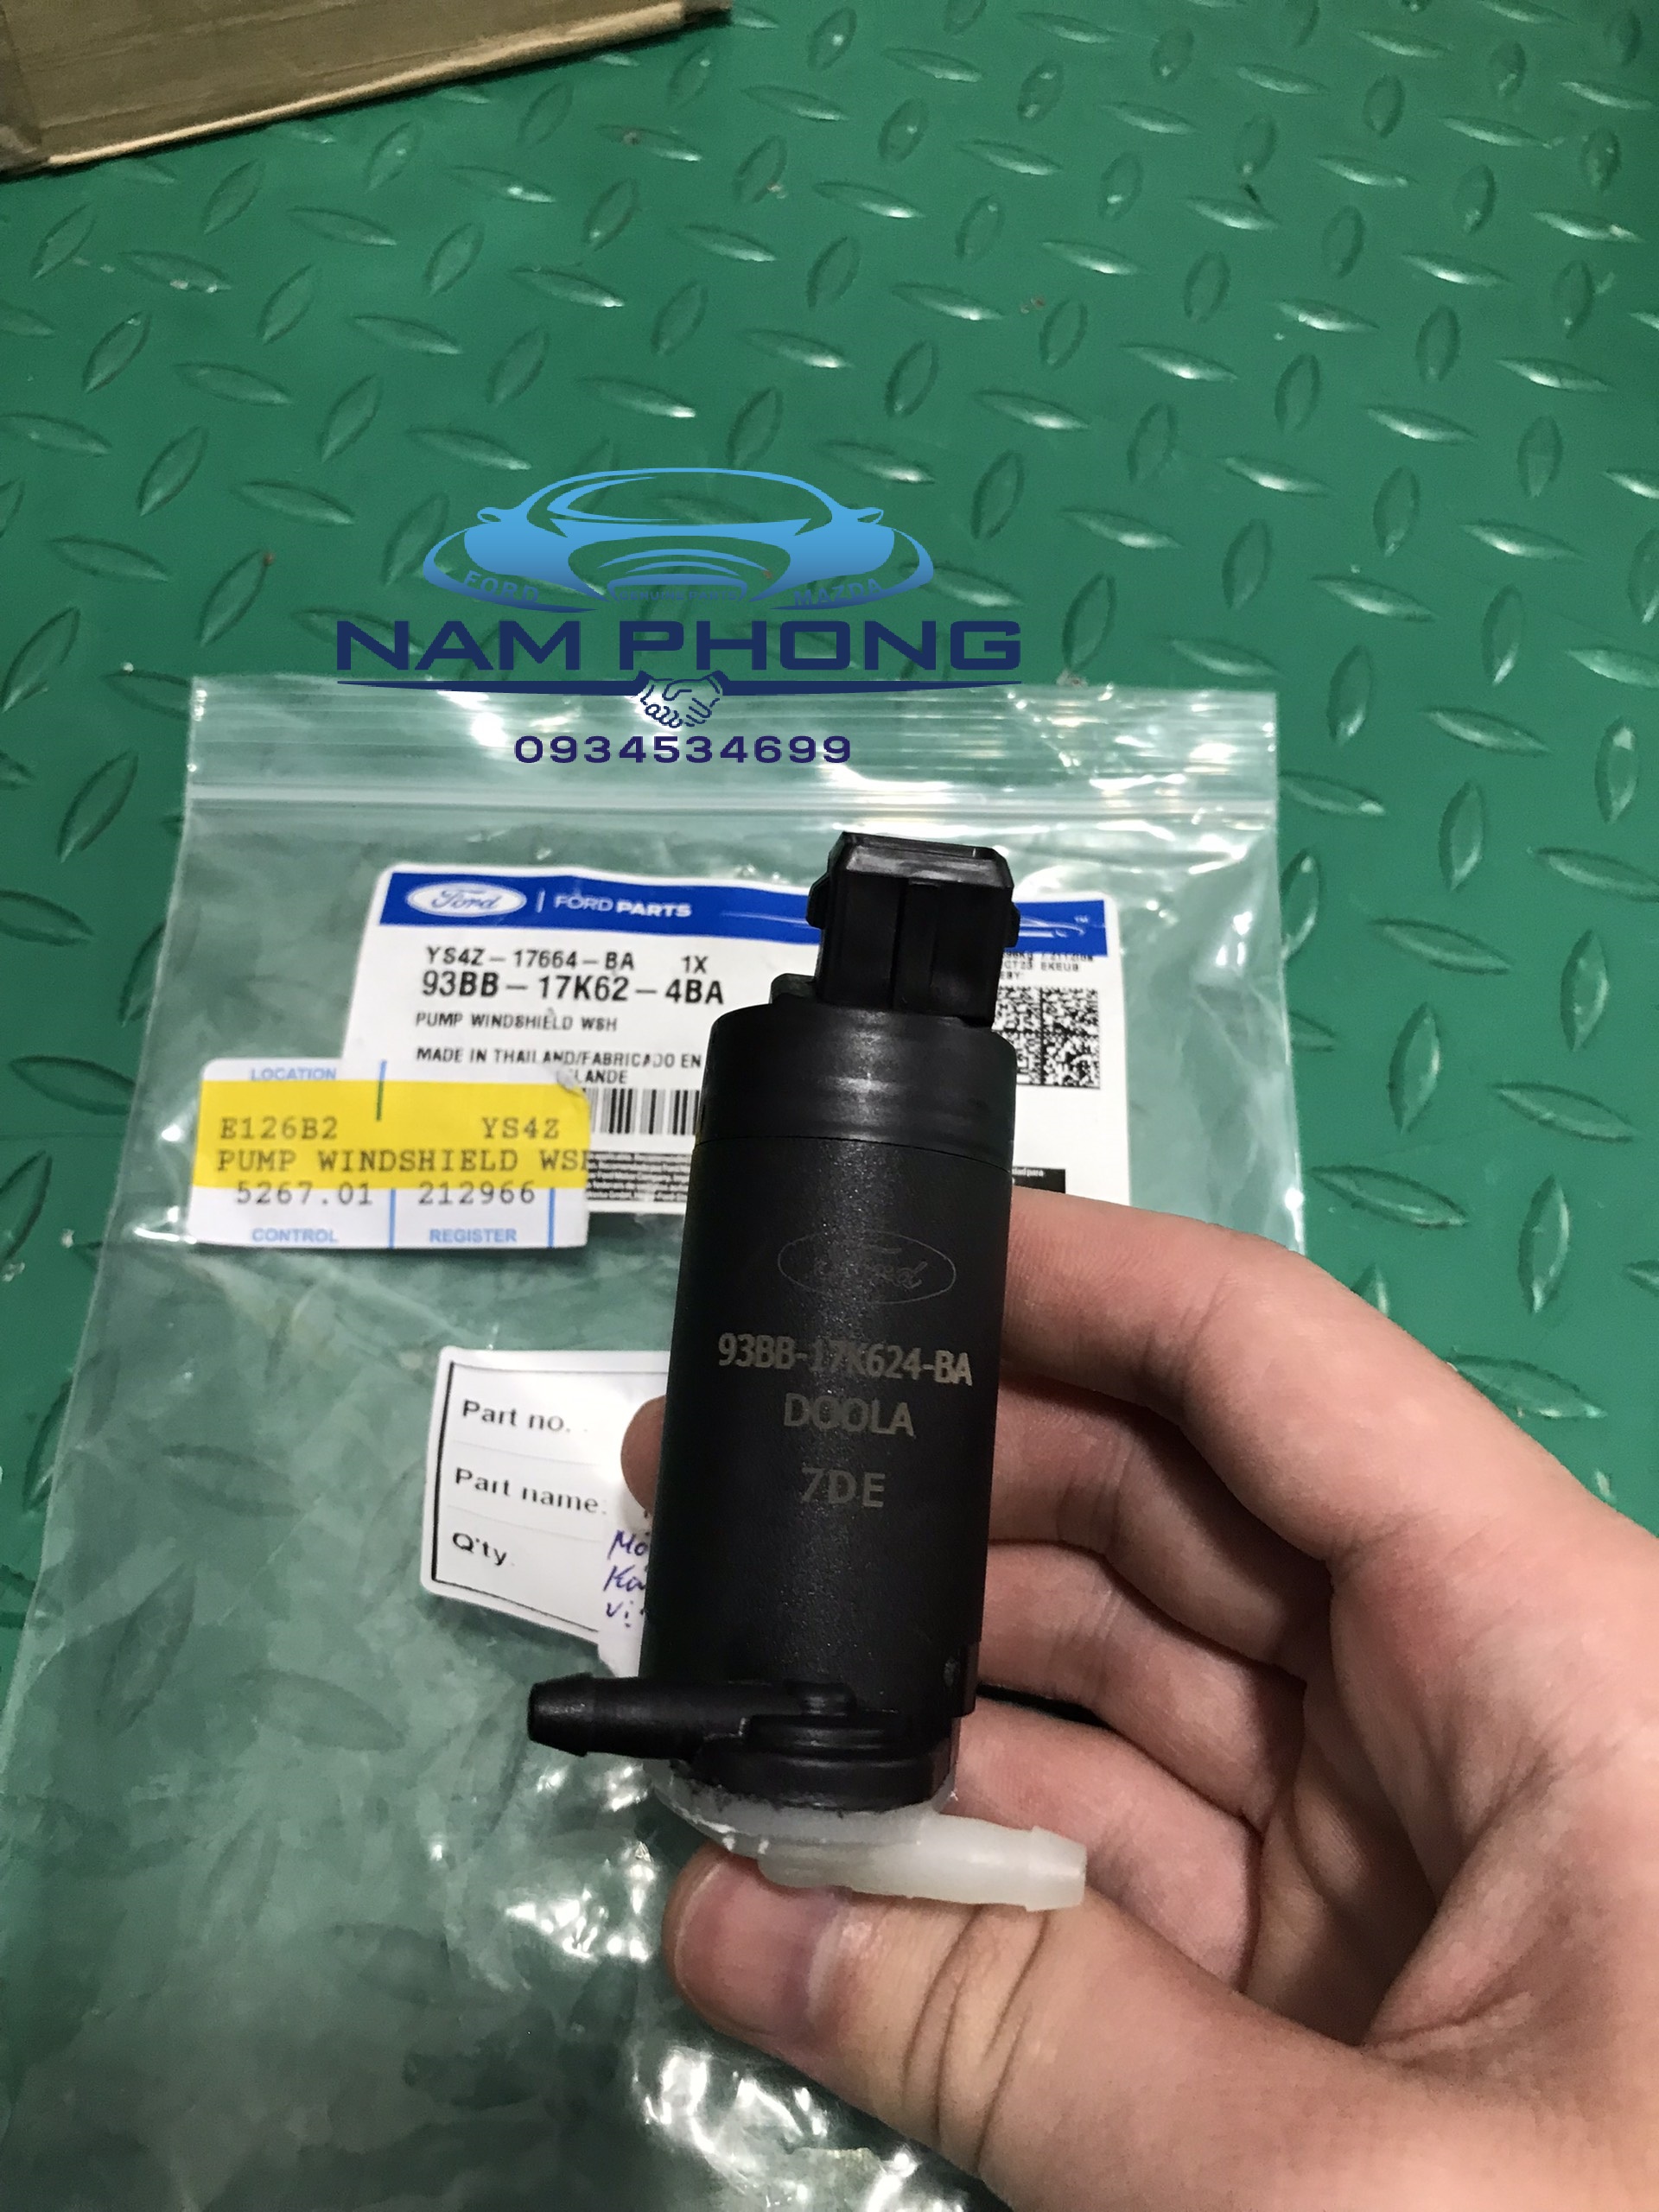 FORD MAZDA
NAM PHONG
0934534699
Ford | FORD PARTS
YS4Z-17664-BA 1X
93BB-17K62-4BA
PUMP WINDSHIELD WSH
MADE IN THAILAND/FABRICADO EN
LANDE
LOCATION
E126B2 YS4Z
PUMP WINDSHIELD WSH
5267.01 212966
CONTROL REGISTER
Ford
93BB-17K624-BA
DOOLA
7DE
Part no.
Part name:
Q'ty